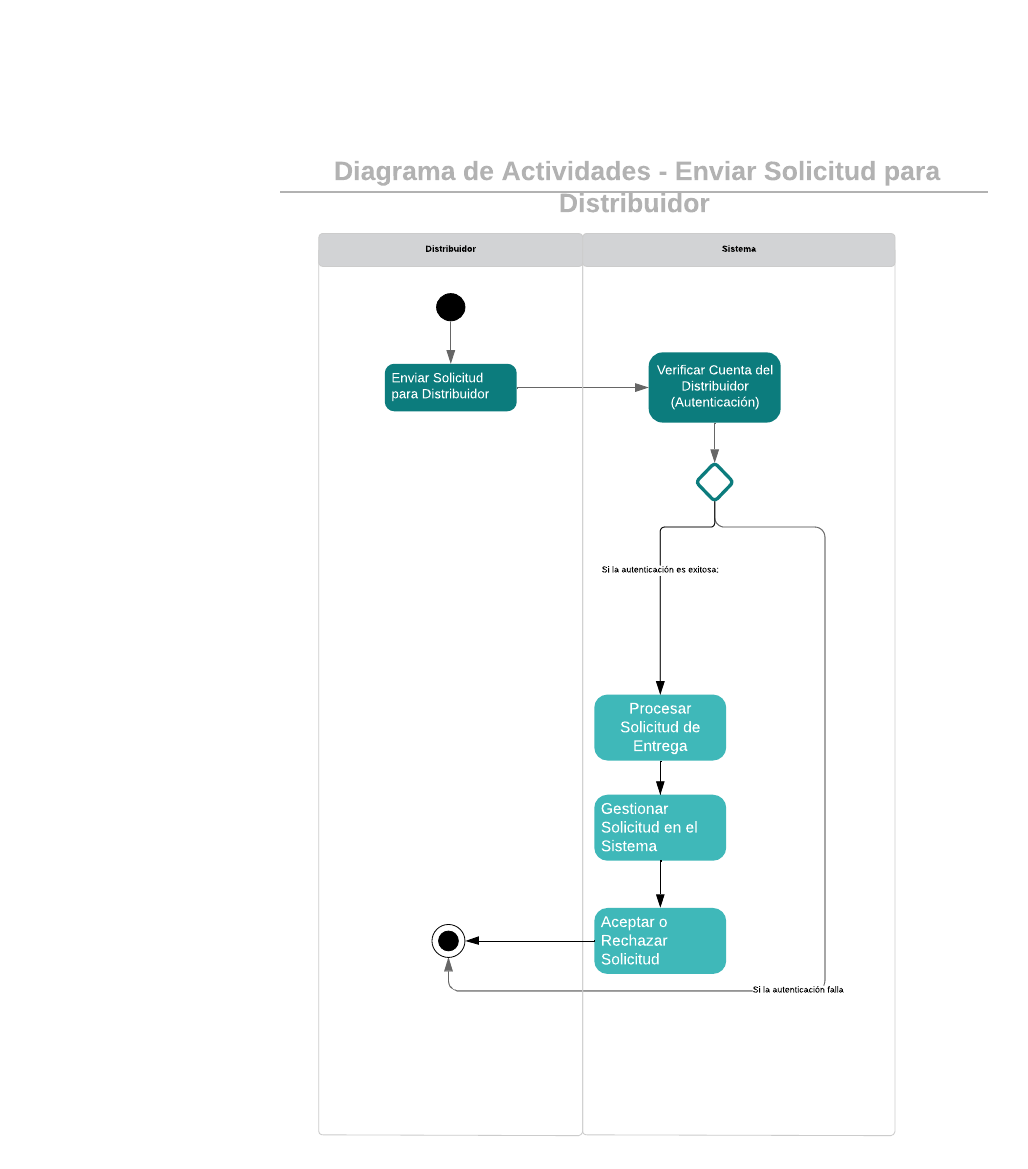 Diagrama de Actividades - Enviar Solicitud para
Distribuidor
Distribuidor
Sistema
Enviar Solicitud
para Distribuidor
Verificar Cuenta del
Distribuidor
(Autenticación)
Si la autenticación es exitosa:
Procesar
Solicitud de
Entrega
Gestionar
Solicitud en el
Sistema
Aceptar o
Rechazar
Solicitud
Si la autenticación falla